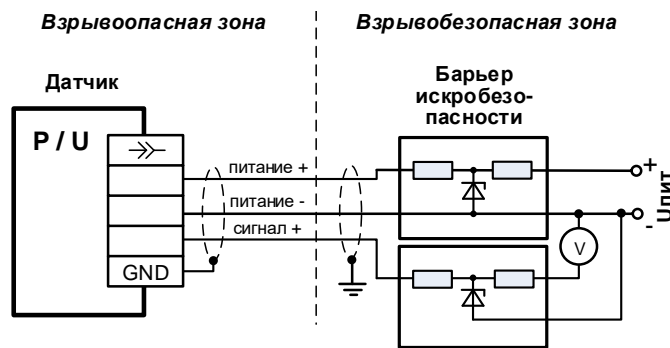 Взрывоопасная зона
Взрывобезопасная зона
Датчик
Барьер
искробезо-
пасности
P / U
питание +
питание -
сигнал +
GND
+
-
Uпит
V